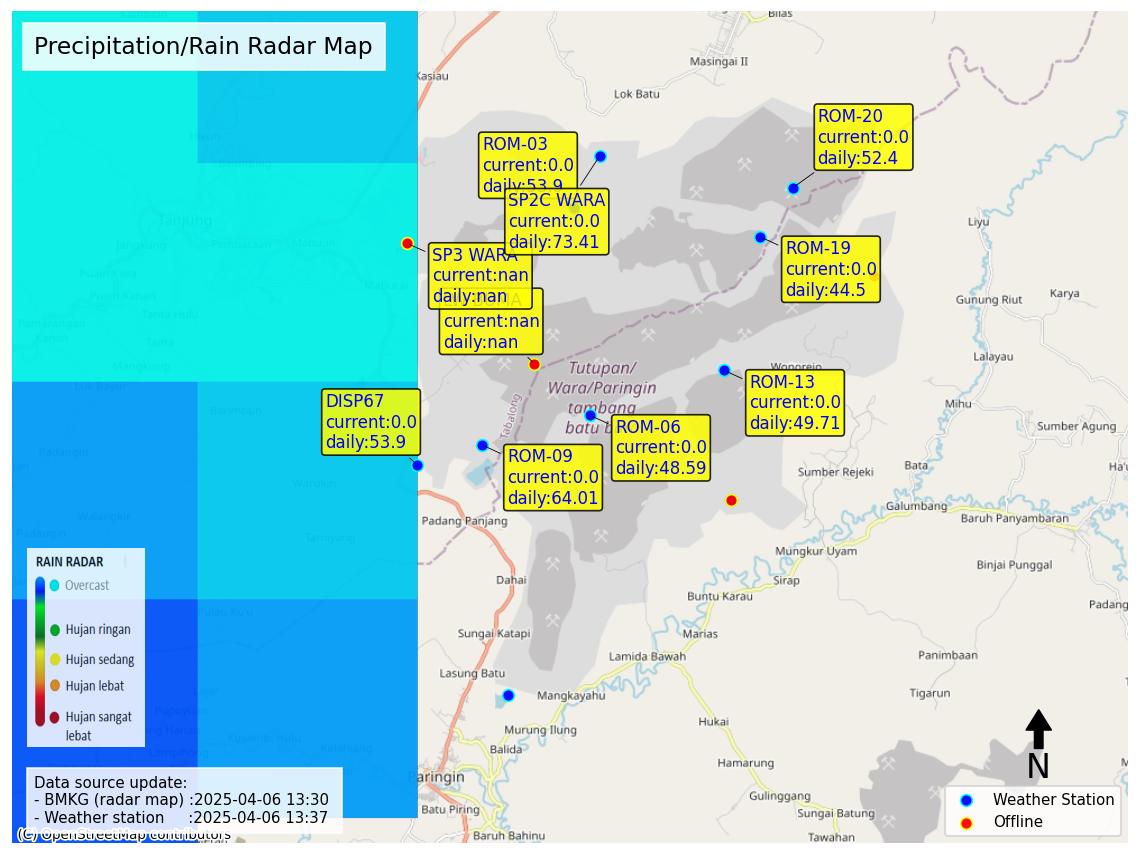 Precipitation/Rain Radar Map
Bilas
Masingai II
Kasiau
Lok Batu
ROM-20
current:0.0
daily:52.4
ROM-03
current:0.0
daily:53.9
SP2C WARA
current:0.0
daily:73.41
Tanjung
Liyu
SP3 WARA
current:nan
daily:nan
ROM-19
current:0.0
daily:44.5
Mabuun
Maburai
current:nan
daily:nan
Gunung Riut
Karya
Lalayau
Wonorejo
Tutupan/
Wara/Paringin
tambang
batu b
Tabalong
ROM-13
current:0.0
daily:49.71
DISP67
current:0.0
daily:53.9
ROM-06
current:0.0
daily:48.59
ROM-09
current:0.0
daily:64.01
Mihu
Sumber Agung
Bata
Sumber Rejeki
Galumbang
Baruh Panyambaran
Padang Panjang
Mungkur Uyam
Binjai Punggal
Dahai
Sirap
Buntu Karau
Padang
RAIN RADAR
Overcast
Hujan ringan
Hujan sedang
Hujan lebat
Hujan sangat
lebat
Sungai Katapi
Marias
Lamida Bawah
Panimbaan
Lasung Batu
Mangkayahu
Tigarun
Murung Ilung
Hukai
Balida
Hamarung
Paringin
Gulinggang
Batu Piring
Sungai Batung
Baruh Bahinu
Tawahan
N
Data source update:
- BMKG (radar map) :2025-04-06 13:30
- Weather station :2025-04-06 13:37
(C) OpenStreetMap contributors
Weather Station
Offline